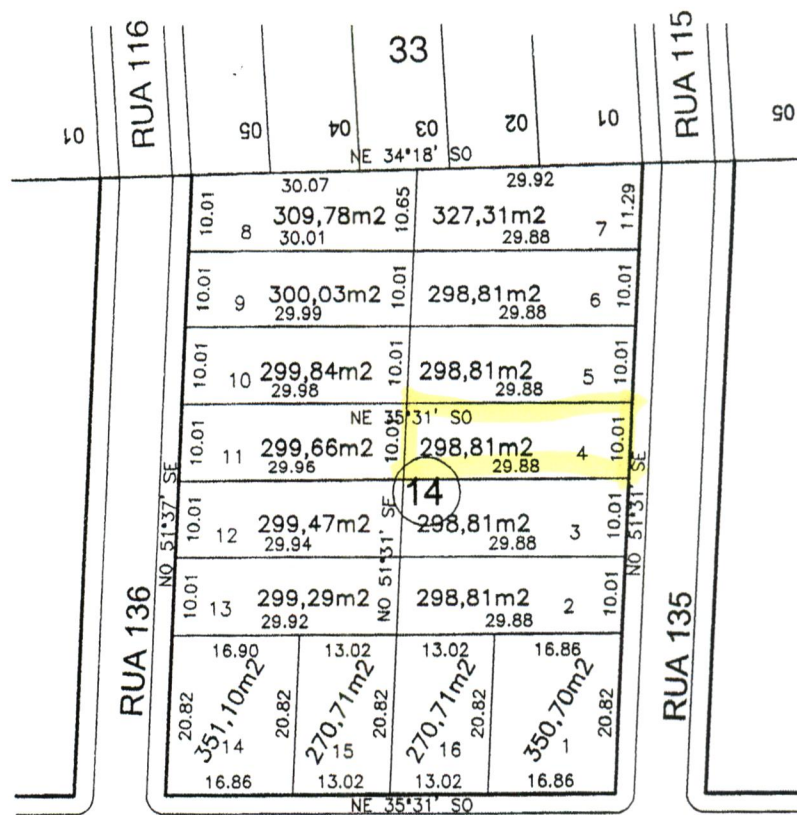 33
RUA 116
RUA 115
01
05
04
03
02
01
05
NE 34°18' SO
30.07
29.92
10.01
8
309,78m2
30.01
10.65
327,31m2
29.88
7
11.29
10.01
9
300,03m2
29.99
10.01
298,81m2
29.88
6
10.01
10.01
10
299,84m2
29.98
10.01
298,81m2
29.88
5
10.01
NE 35°31' SO
10.01
11
299,66m2
29.96
10.01
298,81m2
29.88
4
10.01
14
NO 51°37' SE
NO 51°31' SE
NO 51°31' SE
10.01
12
299,47m2
29.94
298,81m2
29.88
3
10.01
10.01
13
299,29m2
29.92
298,81m2
29.88
2
10.01
RUA 136
RUA 135
16.90
13.02
13.02
16.86
20.82
351,10m2
14
20.82
270,71m2
15
20.82
270,71m2
16
20.82
350,70m2
1
20.82
16.86
13.02
13.02
16.86
NE 35°31' SO